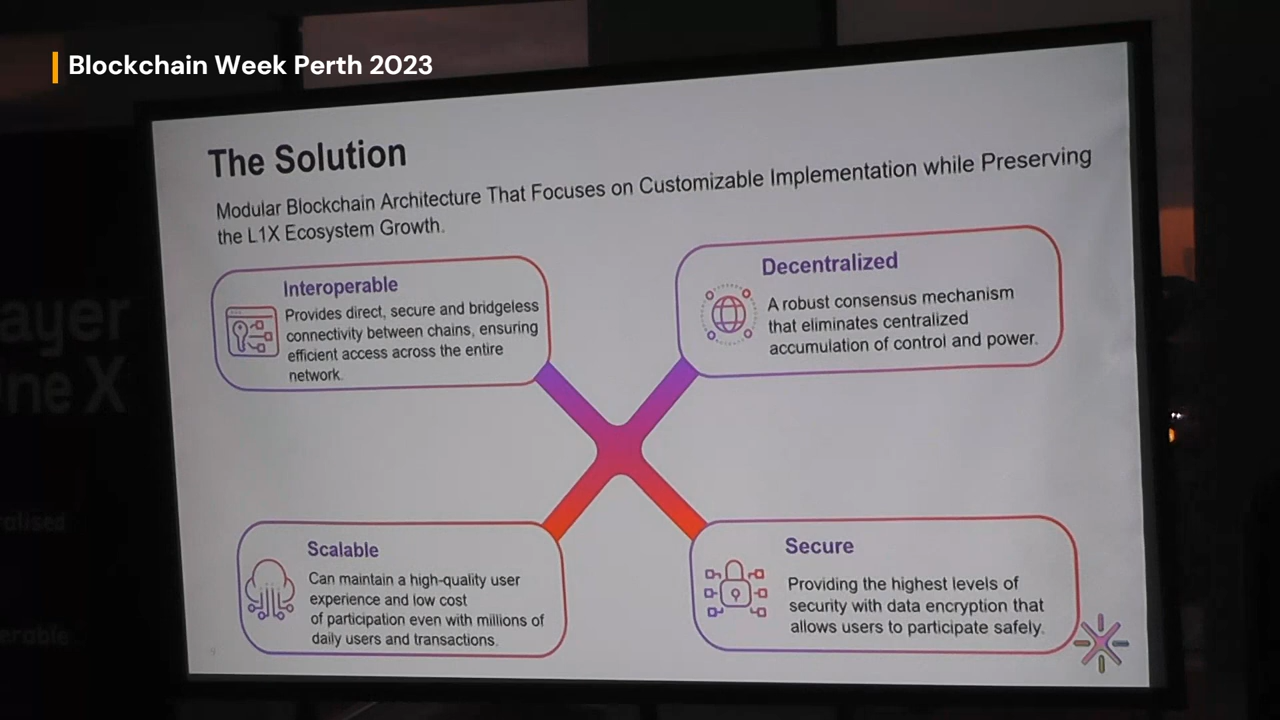 Blockchain Week Perth 2023
The Solution
Modular Blockchain Architecture That Focuses on Customizable Implementation while Preserving
the L1X Ecosystem Growth.
Interoperable
Provides direct, secure and bridgeless
connectivity between chains, ensuring
efficient access across the entire
network.
Decentralized
A robust consensus mechanism
that eliminates centralized
accumulation of control and power.
Scalable
Can maintain a high-quality user
experience and low cost
of participation even with millions of
daily users and transactions.
Secure
Providing the highest levels of
security with data encryption that
allows users to participate safely.
ayer
ne X
alised
erable